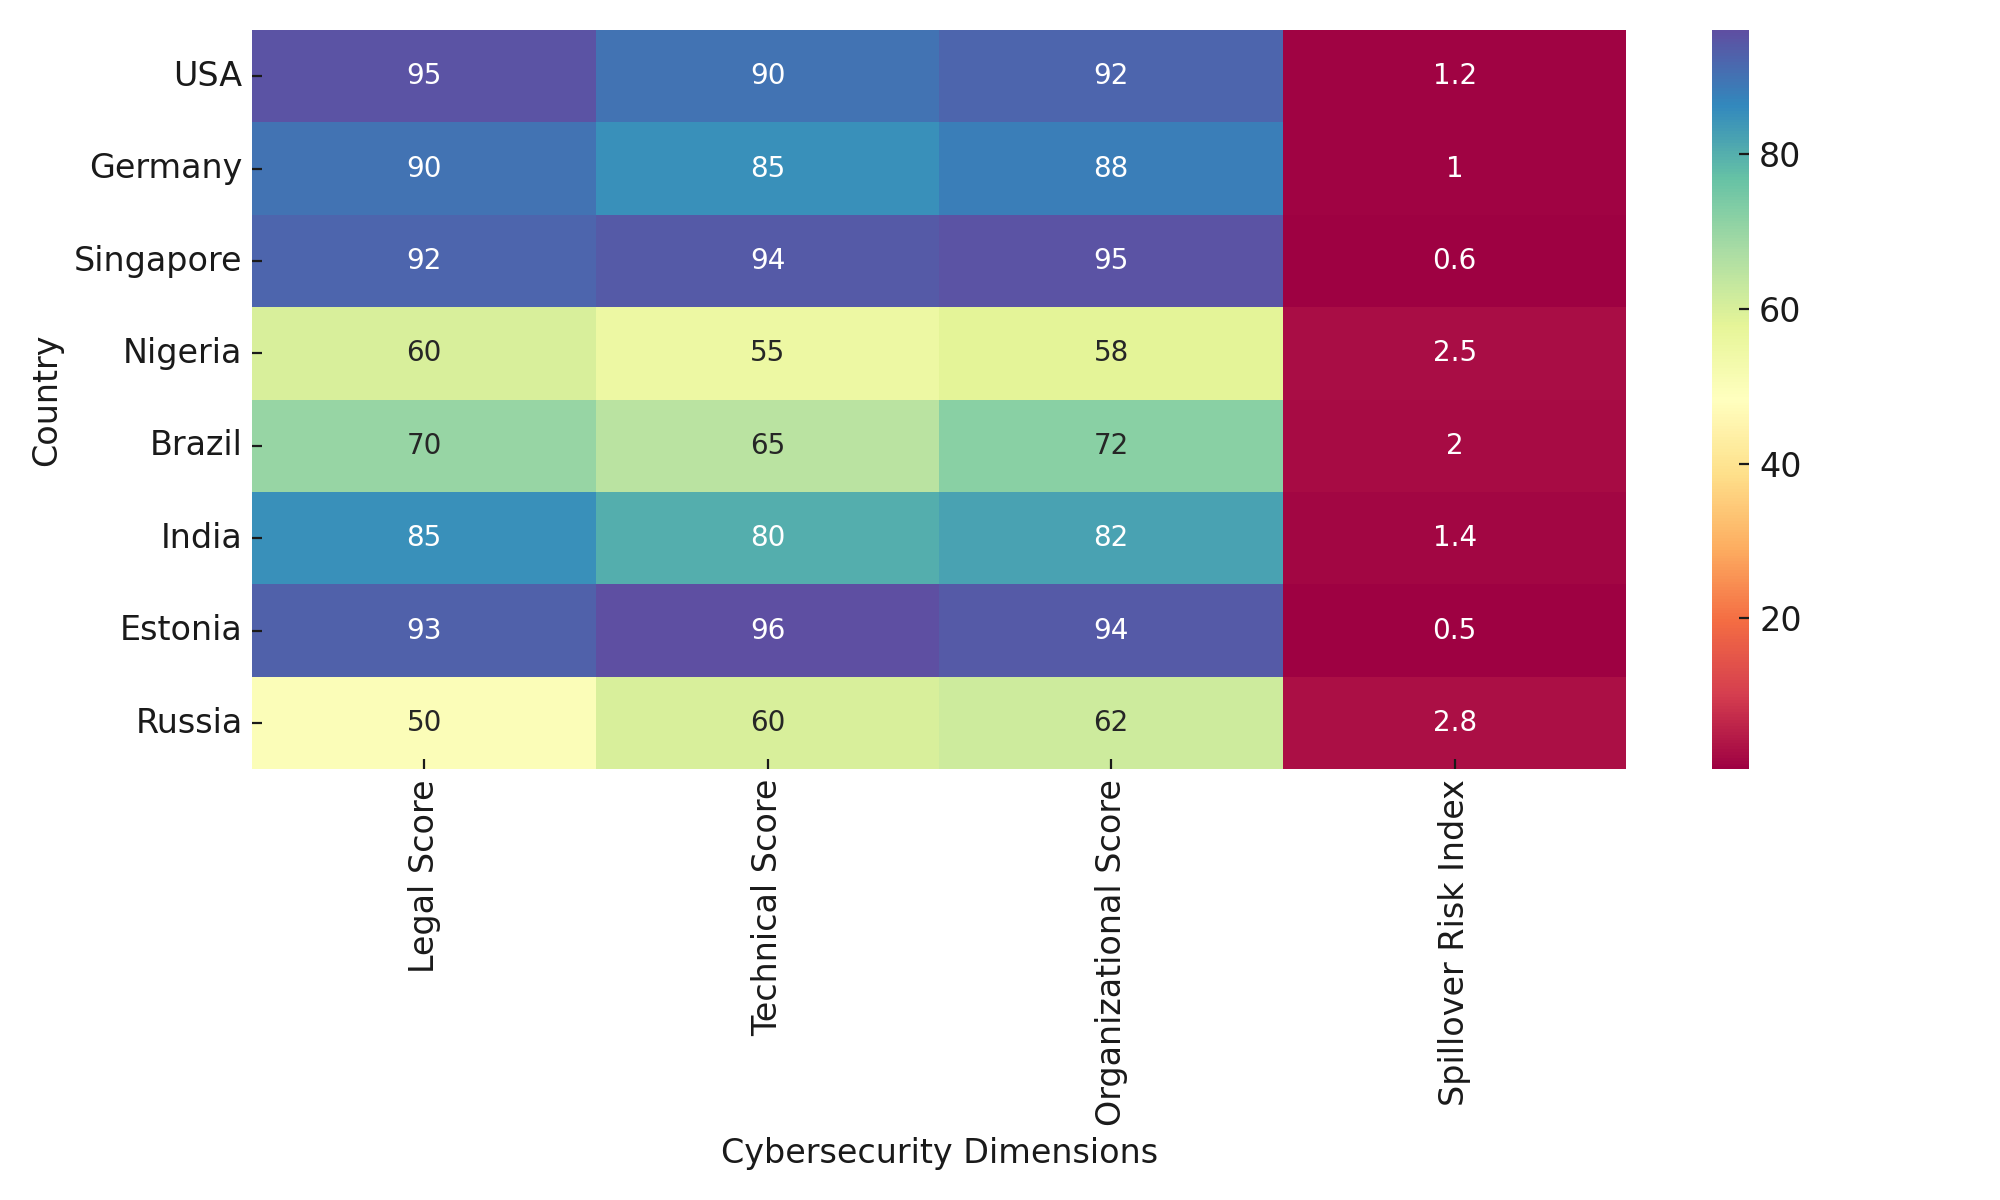 USA 95 90 92 1.2
Germany 90 85 88 1
Singapore 92 94 95 0.6
Nigeria 60 55 58 2.5
Brazil 70 65 72 2
India 85 80 82 1.4
Estonia 93 96 94 0.5
Russia 50 60 62 2.8
Country
Legal Score
Technical Score
Organizational Score
Spillover Risk Index
Cybersecurity Dimensions
80
60
40
20